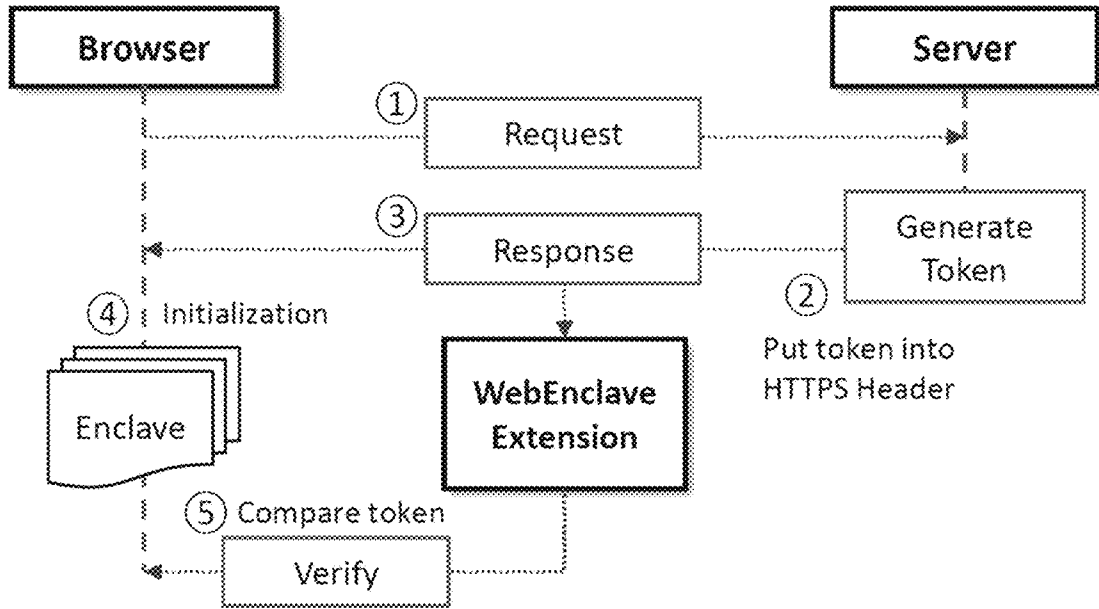 Browser
Server
①
Request
③
Response
Generate
Token
②
④ Initialization
Put token into
HTTPS Header
WebEnclave
Extension
Enclave
⑤ Compare token
Verify